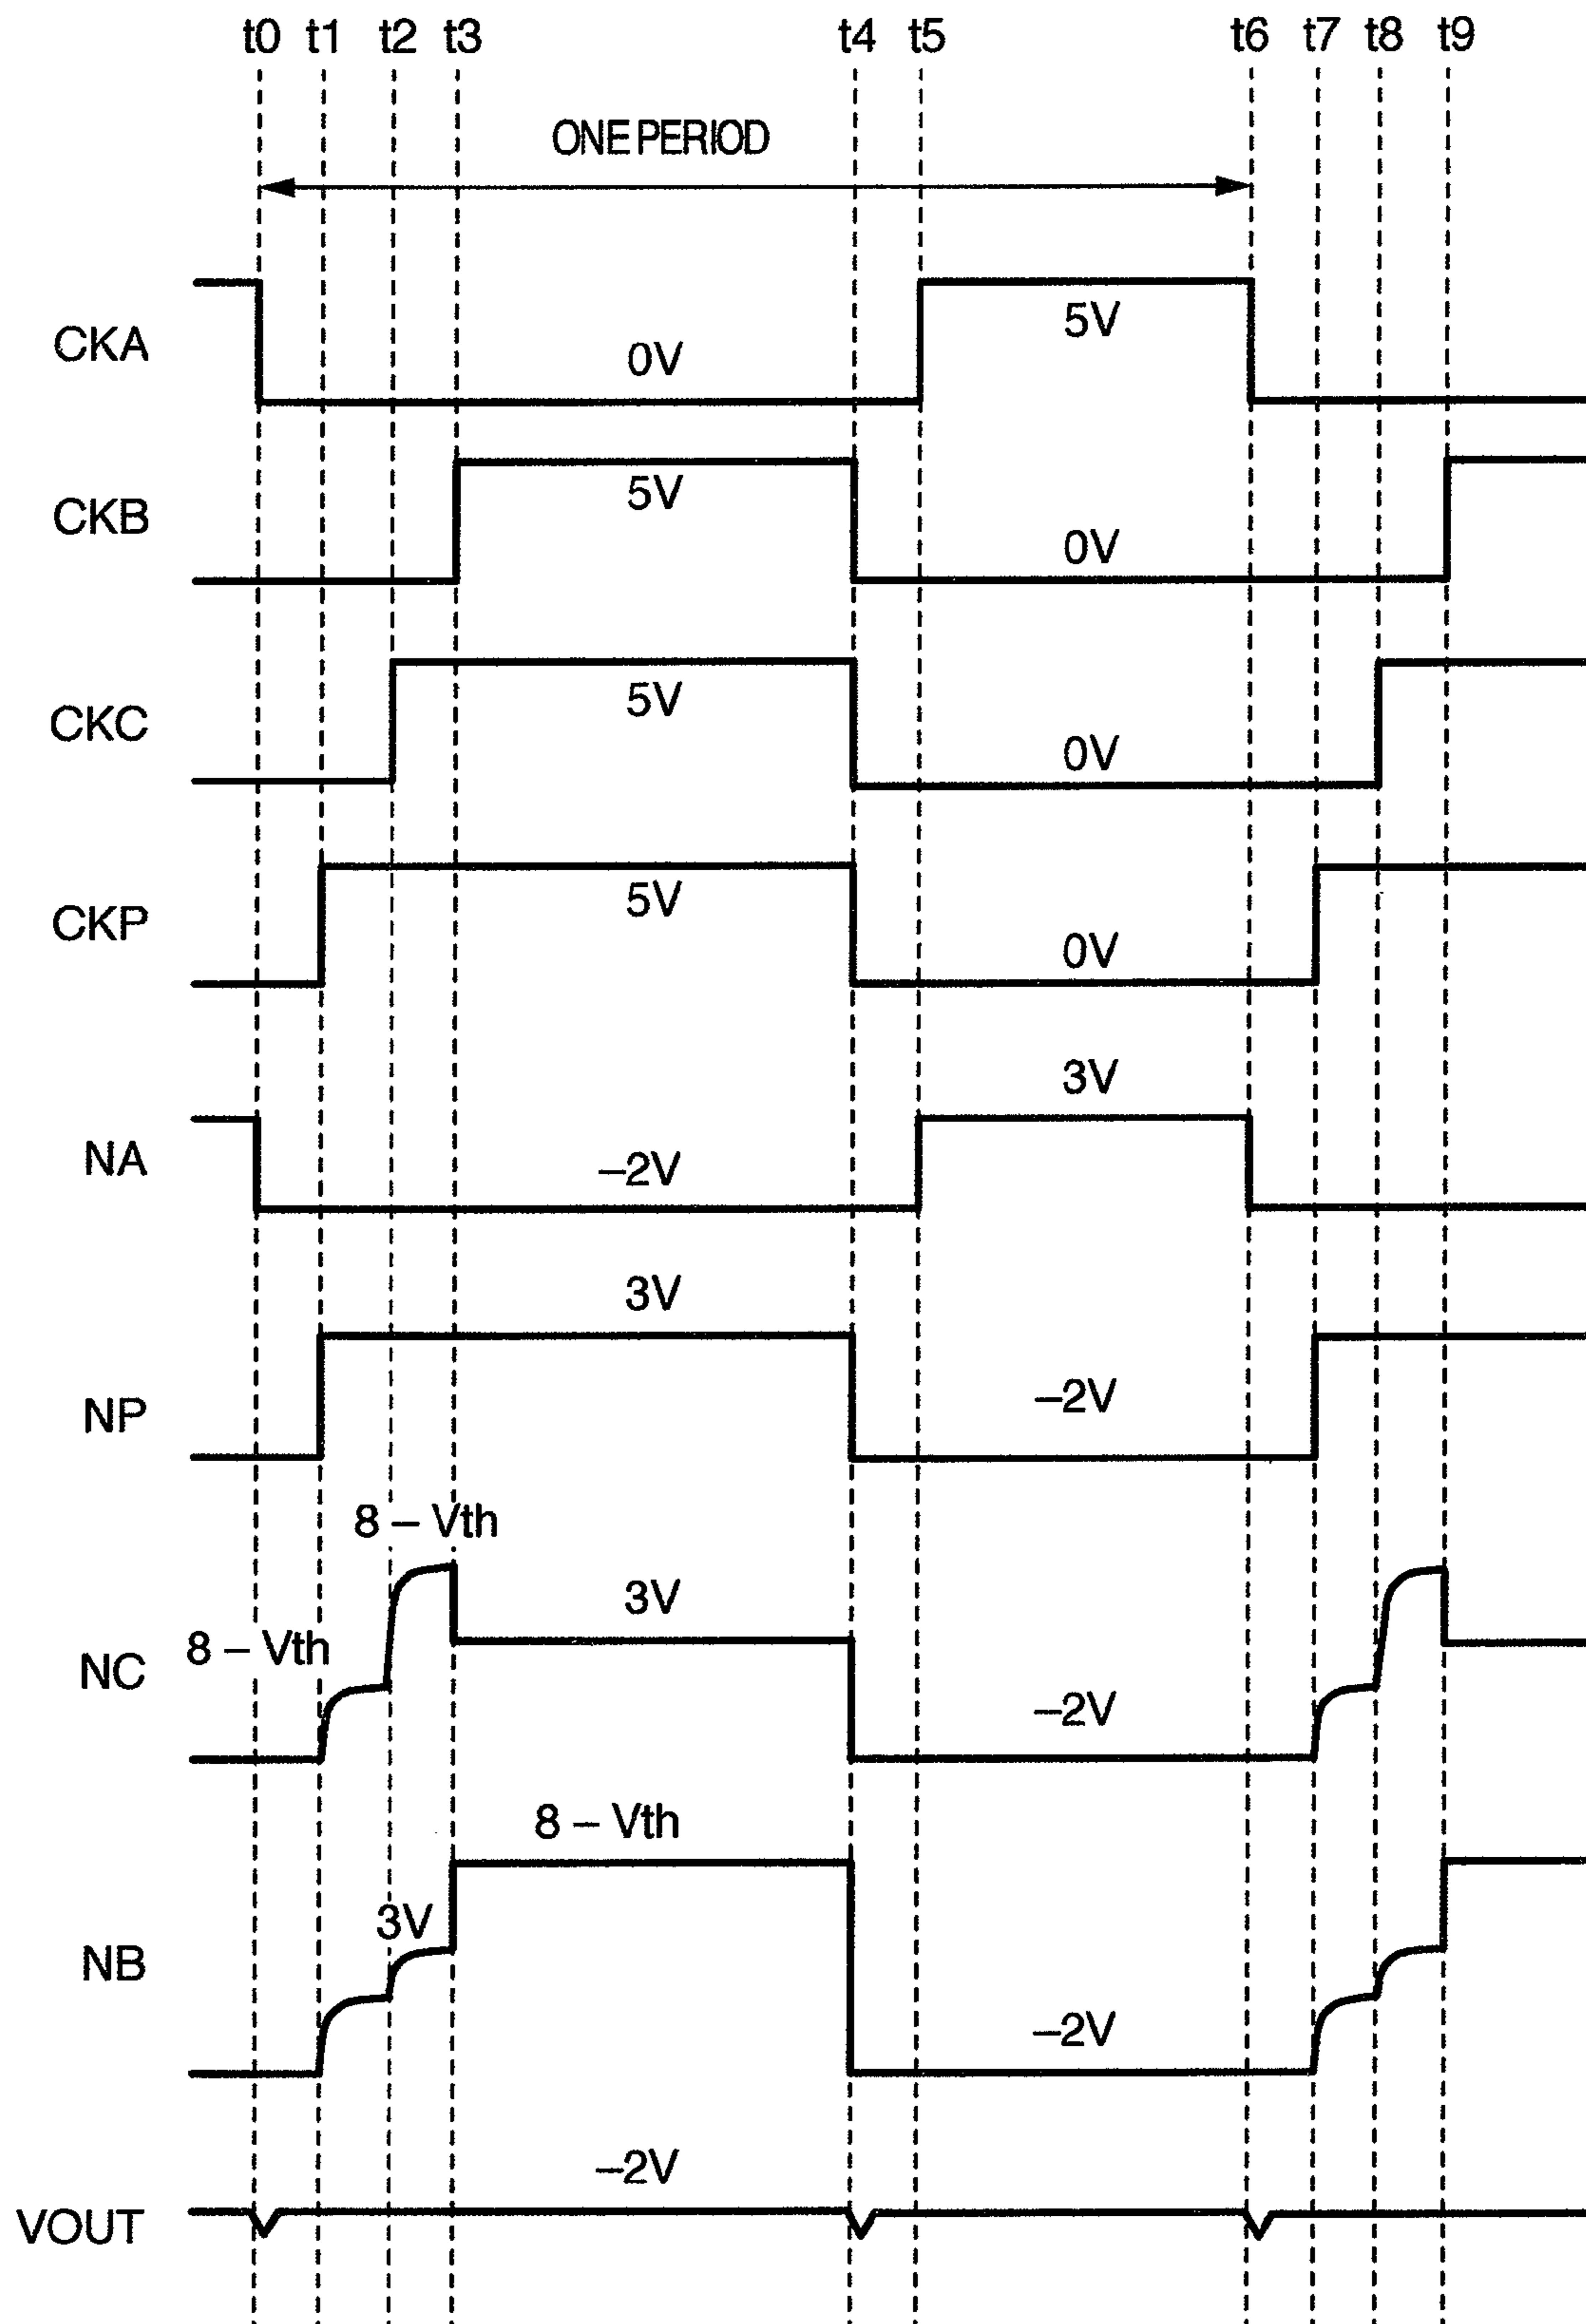 t0 t1 t2 t3 t4 t5 t6 t7 t8 t9
ONE PERIOD
CKA 0V 5V
CKB 5V 0V
CKC 5V 0V
CKP 5V 0V
NA –2V 3V
NP 3V –2V
8 – Vth
8 – Vth
NC 3V –2V
8 – Vth
3V
NB –2V
–2V
VOUT